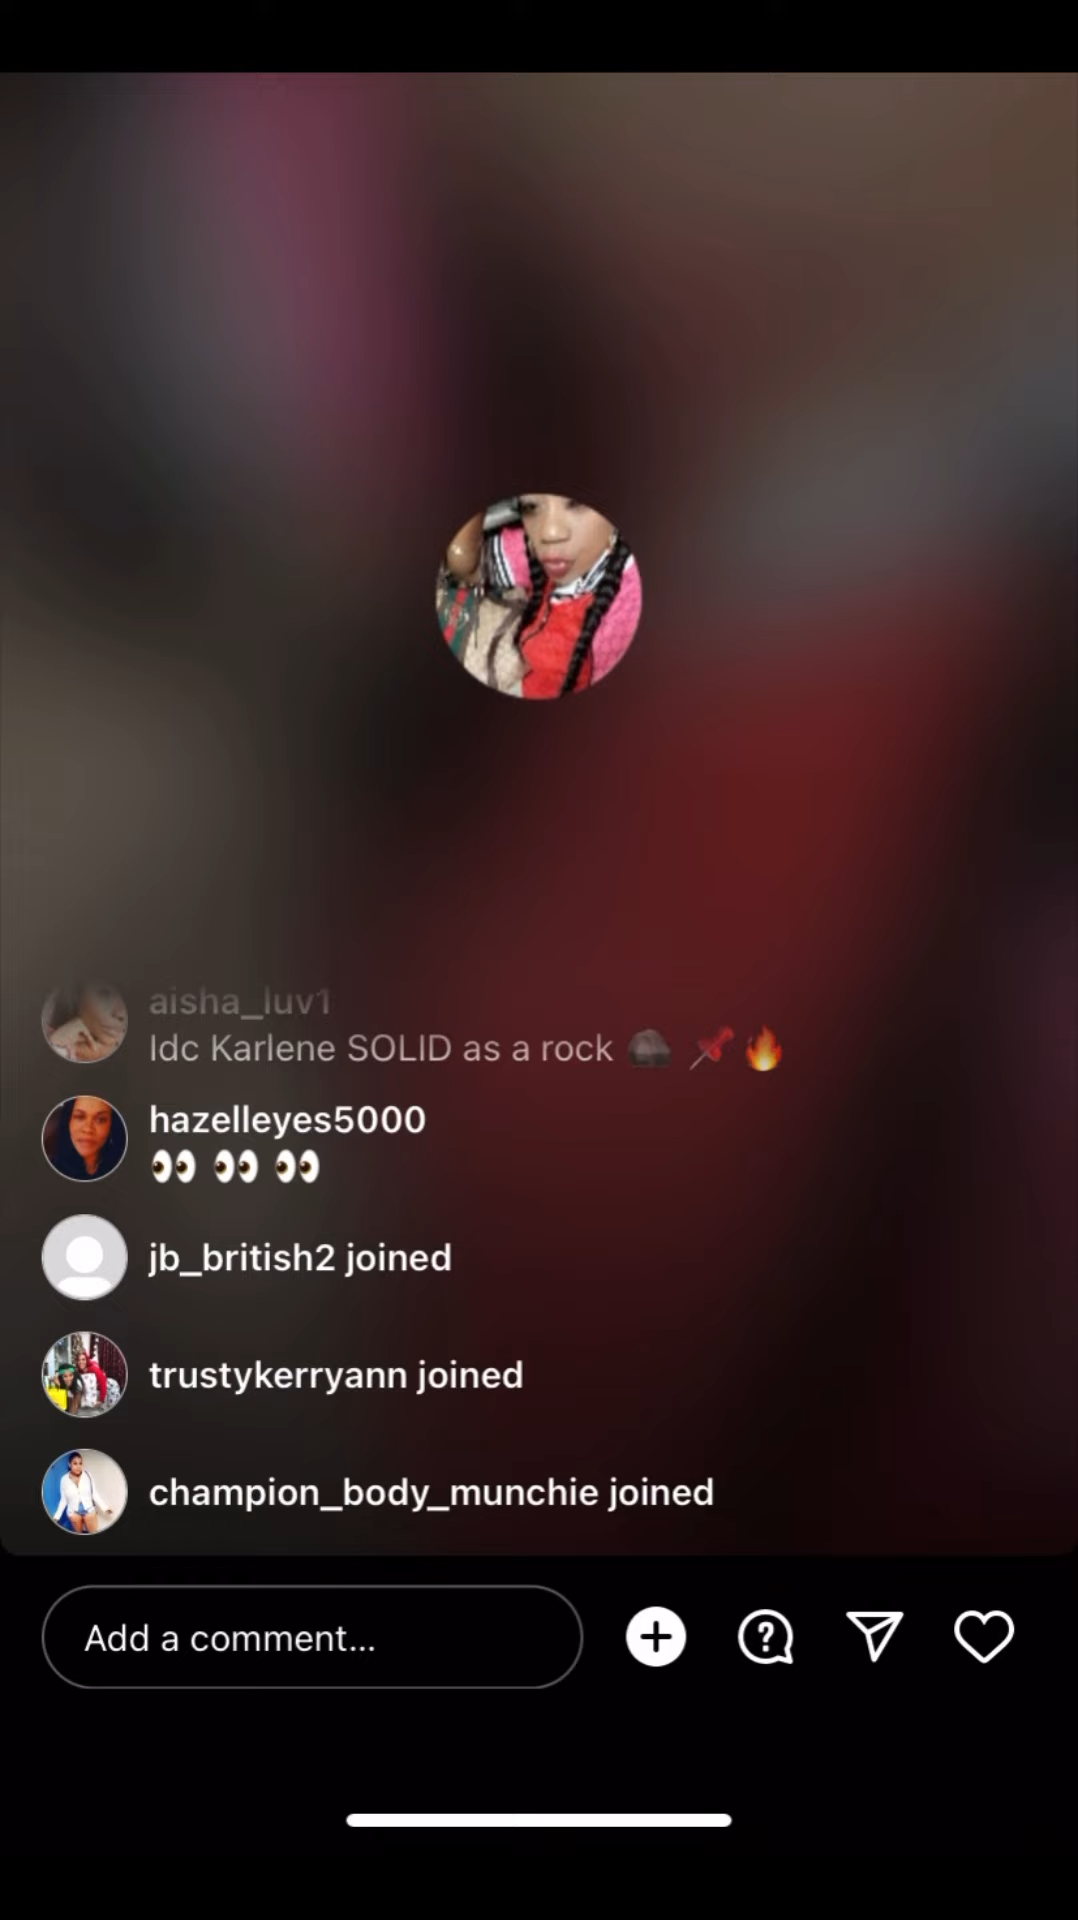 aisha_luv1
Idc Karlene SOLID as a rock 🪨 📌 🔥
hazelleyes5000
👀 👀 👀
jb_british2 joined
trustykerryann joined
champion_body_munchie joined
Add a comment...